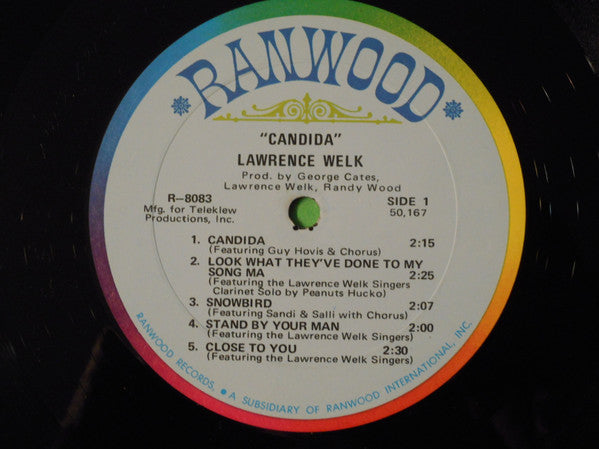 RANWOOD
"CANDIDA"
LAWRENCE WELK
Prod. by George Cates,
Lawrence Welk, Randy Wood
R-8083
Mfg. for Teleklew
Productions, Inc.
SIDE 1
50,167
1. CANDIDA 2:15
(Featuring Guy Hovis & Chorus)
2. LOOK WHAT THEY'VE DONE TO MY
SONG MA 2:25
(Featuring the Lawrence Welk Singers
Clarinet Solo by Peanuts Hucko)
3. SNOWBIRD 2:07
(Featuring Sandi & Salli with Chorus)
4. STAND BY YOUR MAN 2:00
(Featuring the Lawrence Welk Singers)
5. CLOSE TO YOU 2:30
(Featuring the Lawrence Welk Singers)
RANWOOD RECORDS, • A SUBSIDIARY OF RANWOOD INTERNATIONAL, INC.